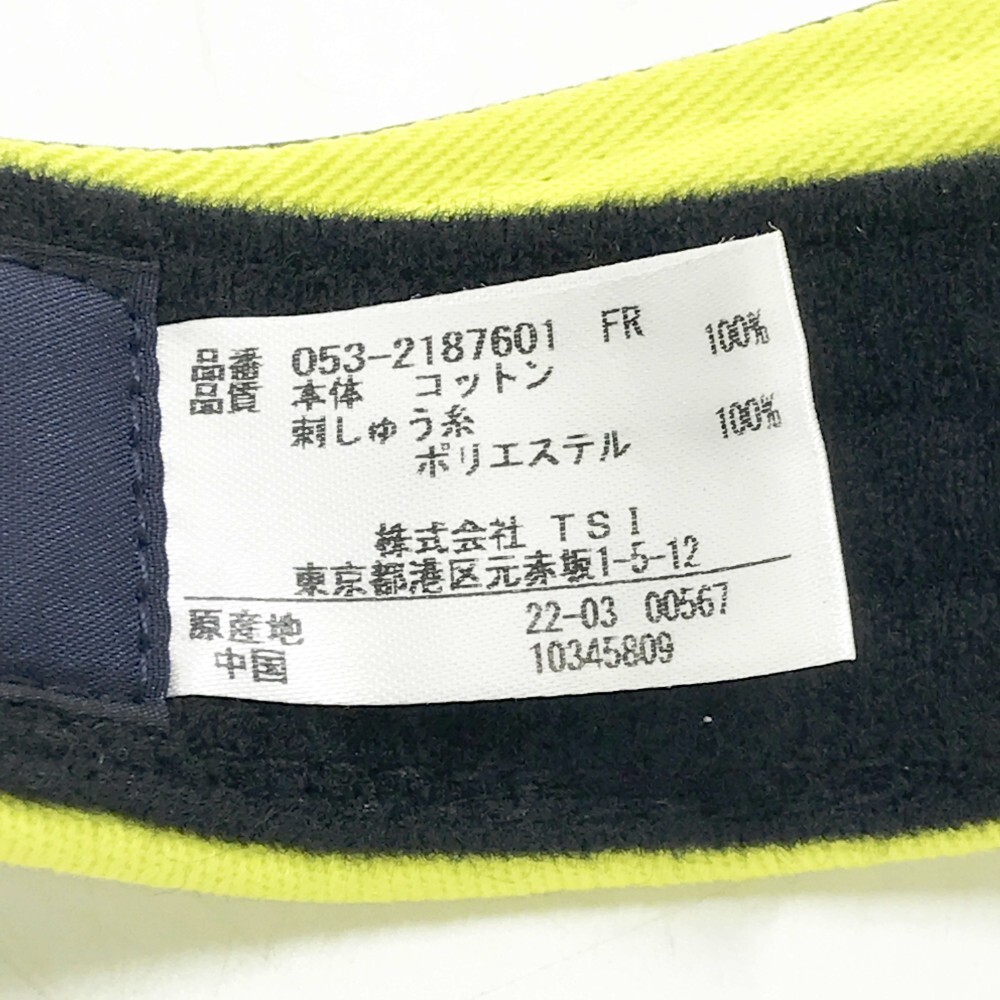 品番 053-2187601 FR
品質 本体 コットン 100%
刺しゅう糸
ポリエステル 100%
株式会社 TSI
東京都港区元赤坂1-5-12
原産地 22-03 00567
中国 10345809